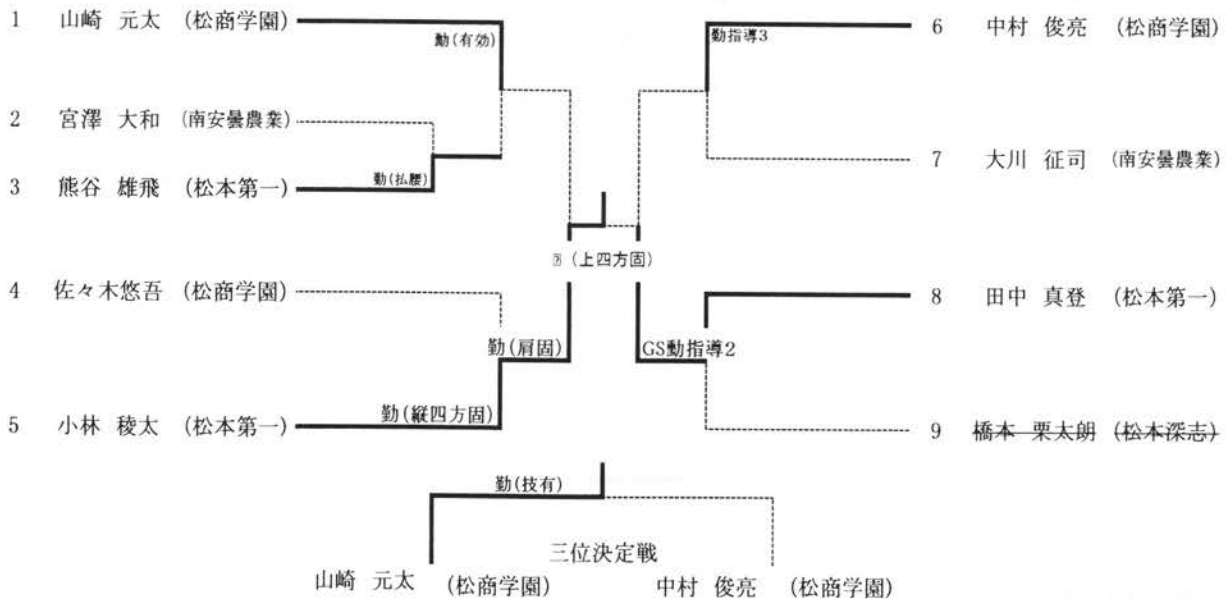 1 山崎 元太 (松商学園)
勤(有効)
2 宮澤 大和 (南安曇農業)
3 熊谷 雄飛 (松本第一)
勤(払腰)
4 佐々木悠吾 (松商学園)
勤(肩固)
5 小林 稜太 (松本第一)
勤(縦四方固)
(上四方固)
6 中村 俊亮 (松商学園)
勤指導3
7 大川 征司 (南安曇農業)
8 田中 真登 (松本第一)
GS動指導2
9 橋本 栗太朗 (松本深志)
勤(技有)
三位決定戦
山崎 元太 (松商学園) 中村 俊亮 (松商学園)